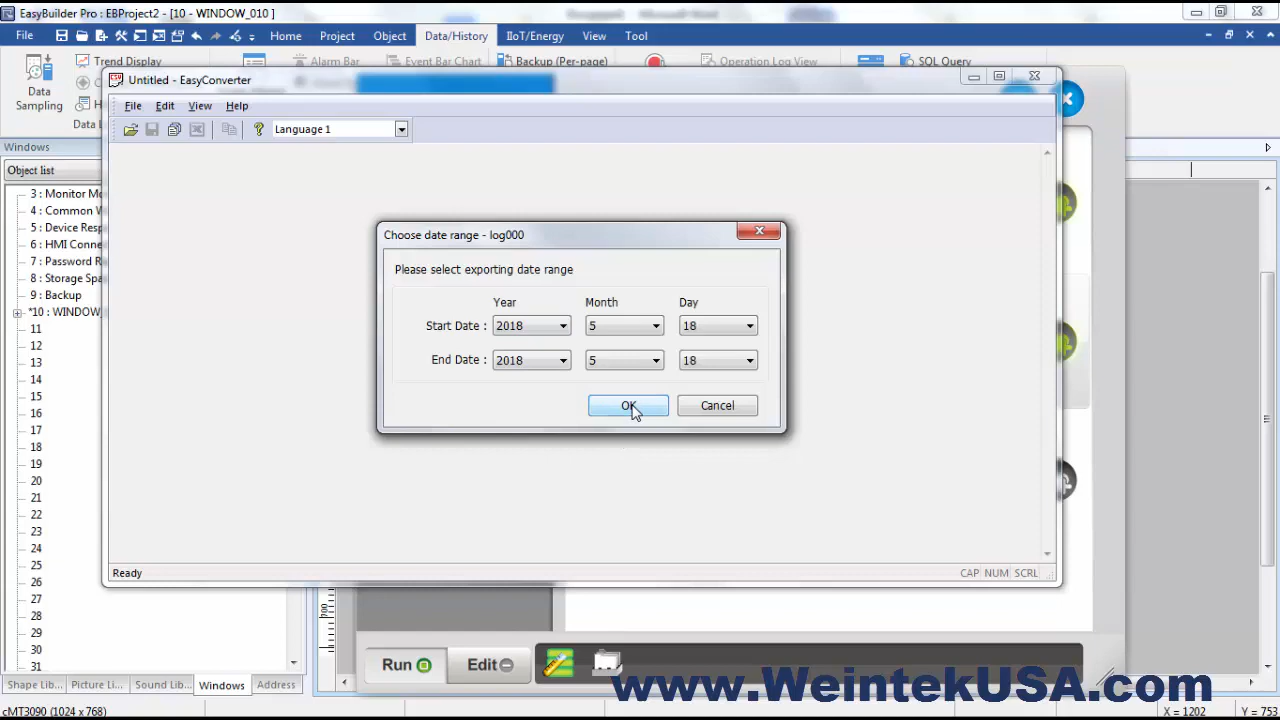 EasyBuilder Pro : EBProject2 - [10 - WINDOW_010 ]
File Home Project Object Data/History IIoT/Energy View Tool
Data Sampling
Trend Display
Alarm Bar
Event Bar Chart
Backup (Per-page)
Operation Log View
SQL Query
Windows
Object list
3 : Monitor
4 : Common
5 : Device
6 : HMI
7 : Password
8 : Storage
9 : Backup
*10 : WINDOW_
11
12
13
14
15
16
17
18
19
20
21
22
23
24
25
26
27
28
29
30
31
Untitled - EasyConverter
File Edit View Help
Language 1
Choose date range - log000
Please select exporting date range
Year Month Day
Start Date : 2018 5 18
End Date : 2018 5 18
OK Cancel
Ready
CAP NUM SCRL
Run Edit
Shape Lib... Picture Li... Sound Lib... Windows Address
www.WeintekUSA.com
cMT3090 (1024 x 768)
X = 1202 Y = 753